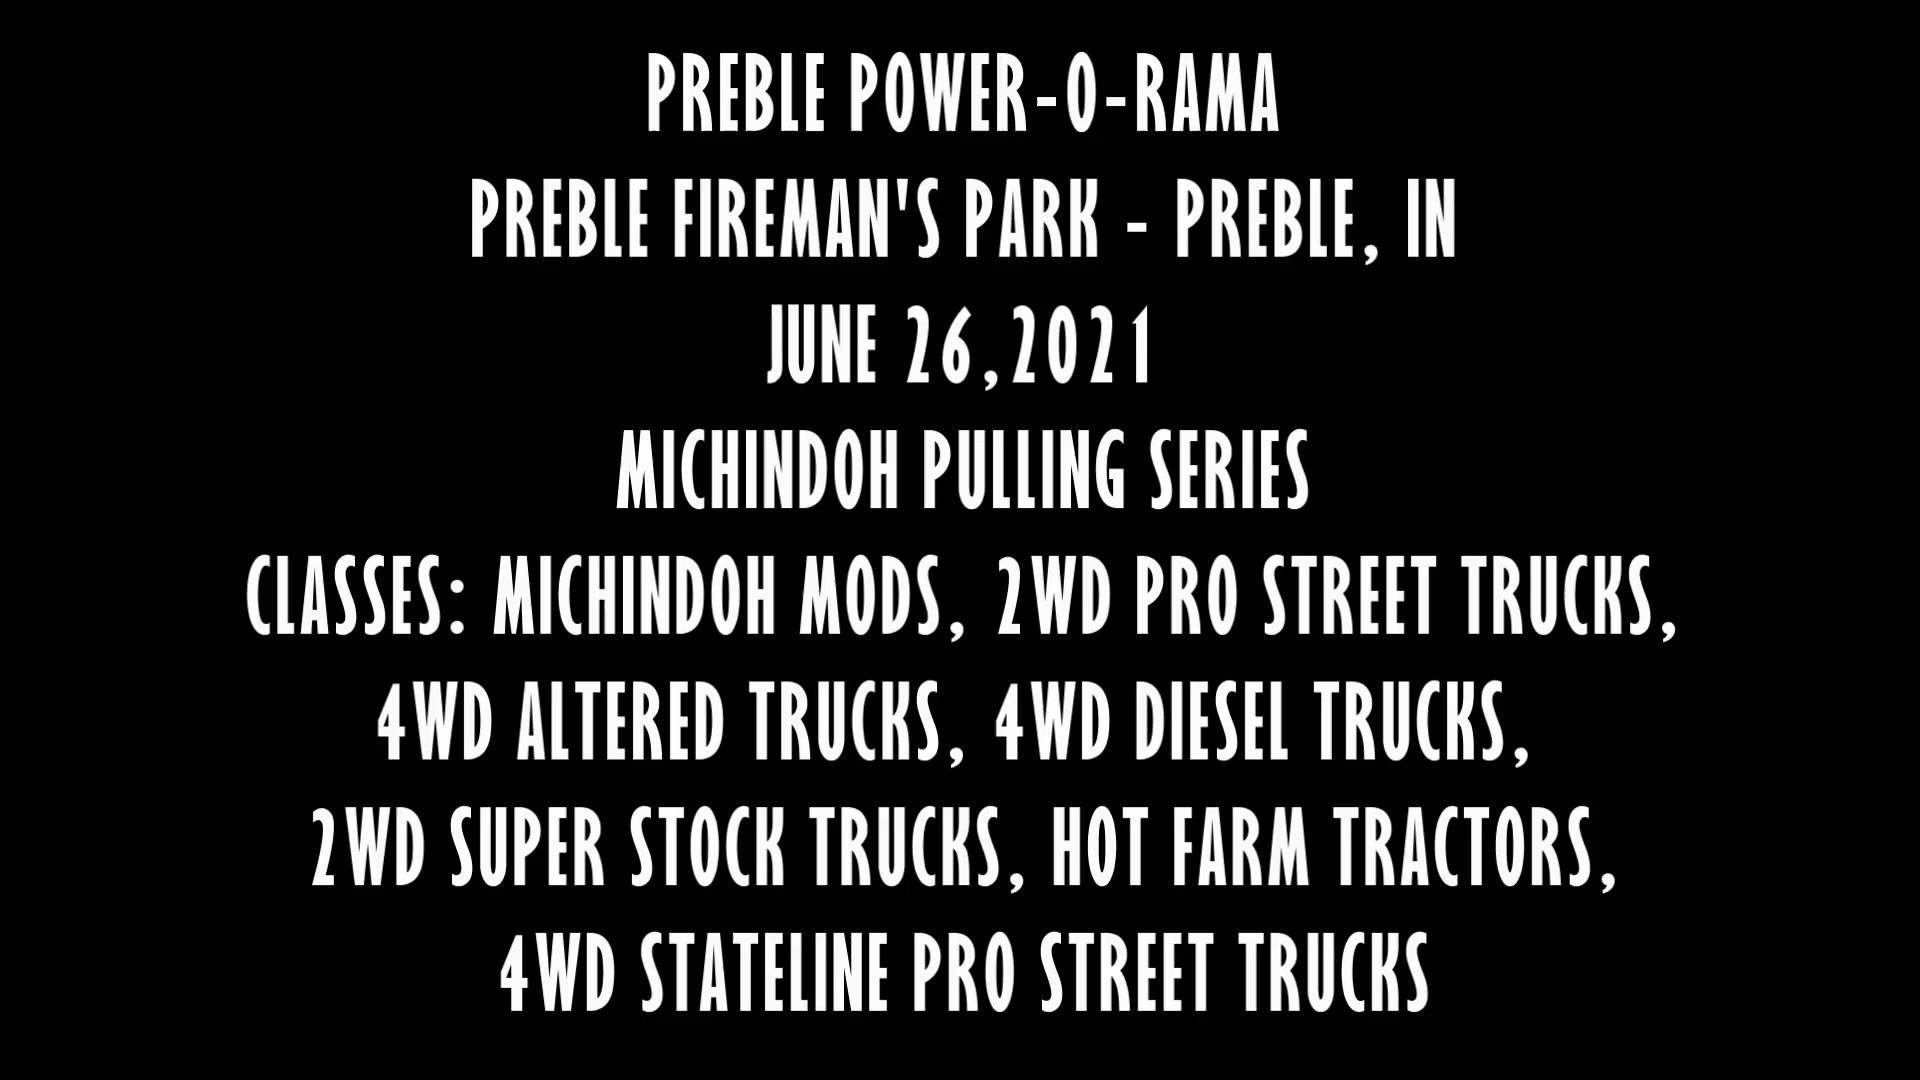 PREBLE POWER-O-RAMA
PREBLE FIREMAN'S PARK - PREBLE, IN
JUNE 26,2021
MICHINDOH PULLING SERIES
CLASSES: MICHINDOH MODS, 2WD PRO STREET TRUCKS,
4WD ALTERED TRUCKS, 4WD DIESEL TRUCKS,
2WD SUPER STOCK TRUCKS, HOT FARM TRACTORS,
4WD STATELINE PRO STREET TRUCKS